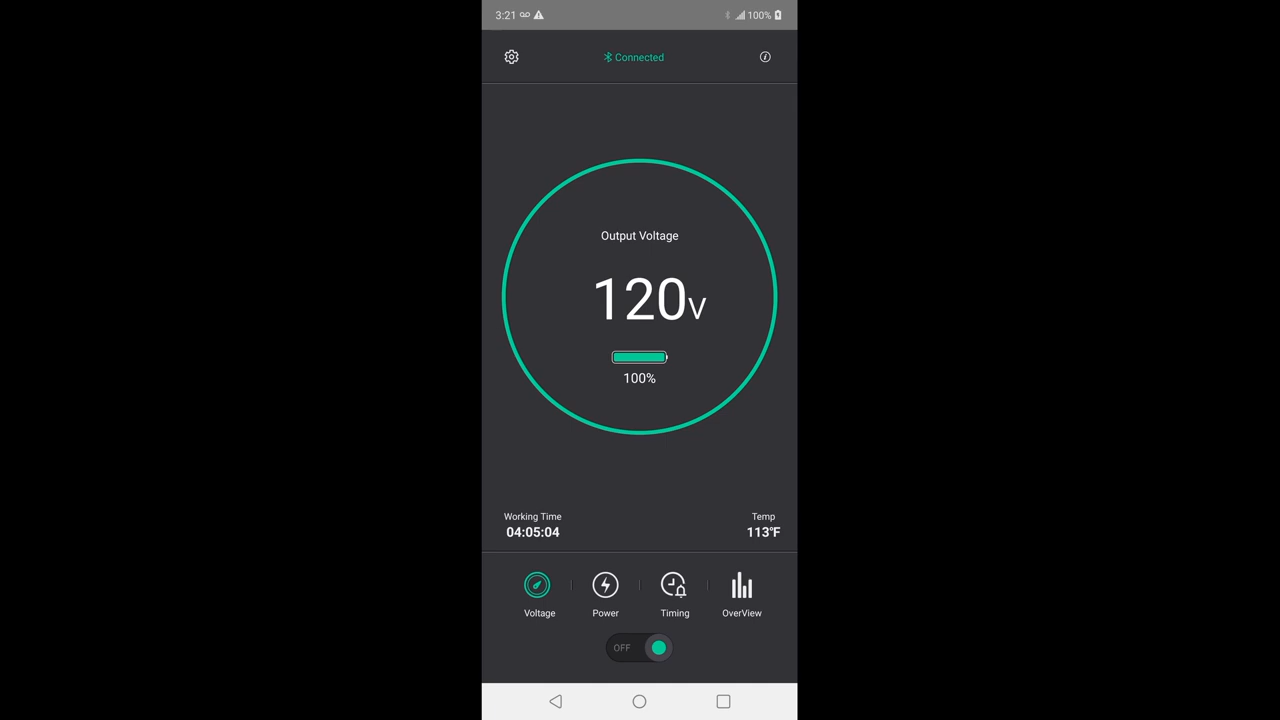 3:21 100%
Connected
Output Voltage
120V
100%
Working Time Temp
04:05:04 113°F
Voltage Power Timing OverView
OFF